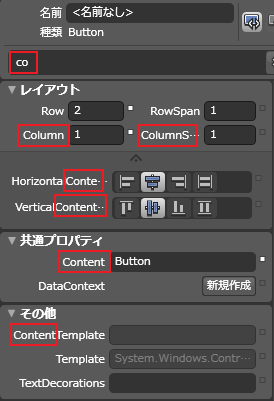 名前 <名前なし>
種類 Button
co
▼ レイアウト
Row 2 RowSpan 1
Column 1 ColumnS… 1
HorizontalConte…
VerticalContent…
▼ 共通プロパティ
Content Button
DataContext 新規作成
▼ その他
ContentTemplate
Template System.Windows.Contr…
TextDecorations